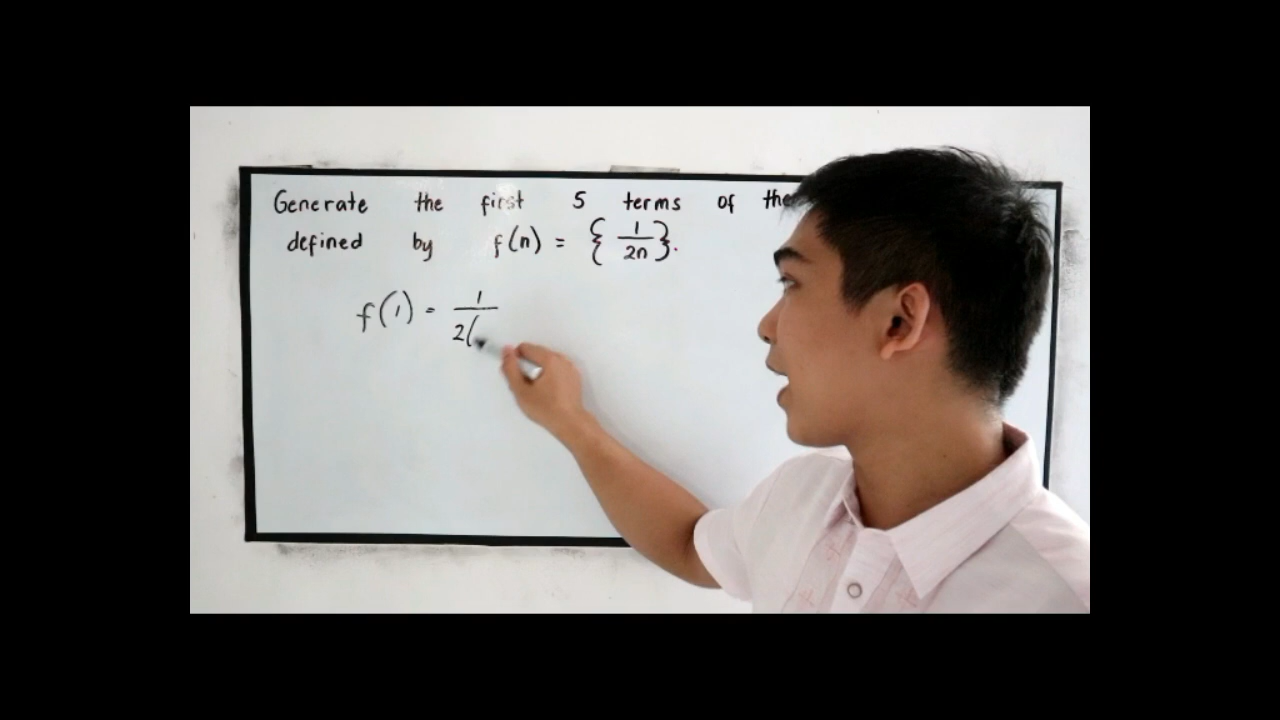 Generate the first 5 terms of the
defined by f(n) = { 1/2n }.
f(1) = 1/2(